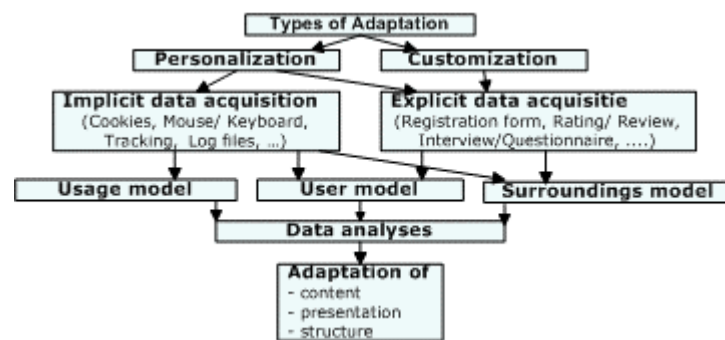 Types of Adaptation
Personalization
Customization
Implicit data acquisition
(Cookies, Mouse/ Keyboard,
Tracking, Log files, ...)
Explicit data acquisitie
(Registration form, Rating/ Review,
Interview/Questionnaire, ....)
Usage model
User model
Surroundings model
Data analyses
Adaptation of
- content
- presentation
- structure